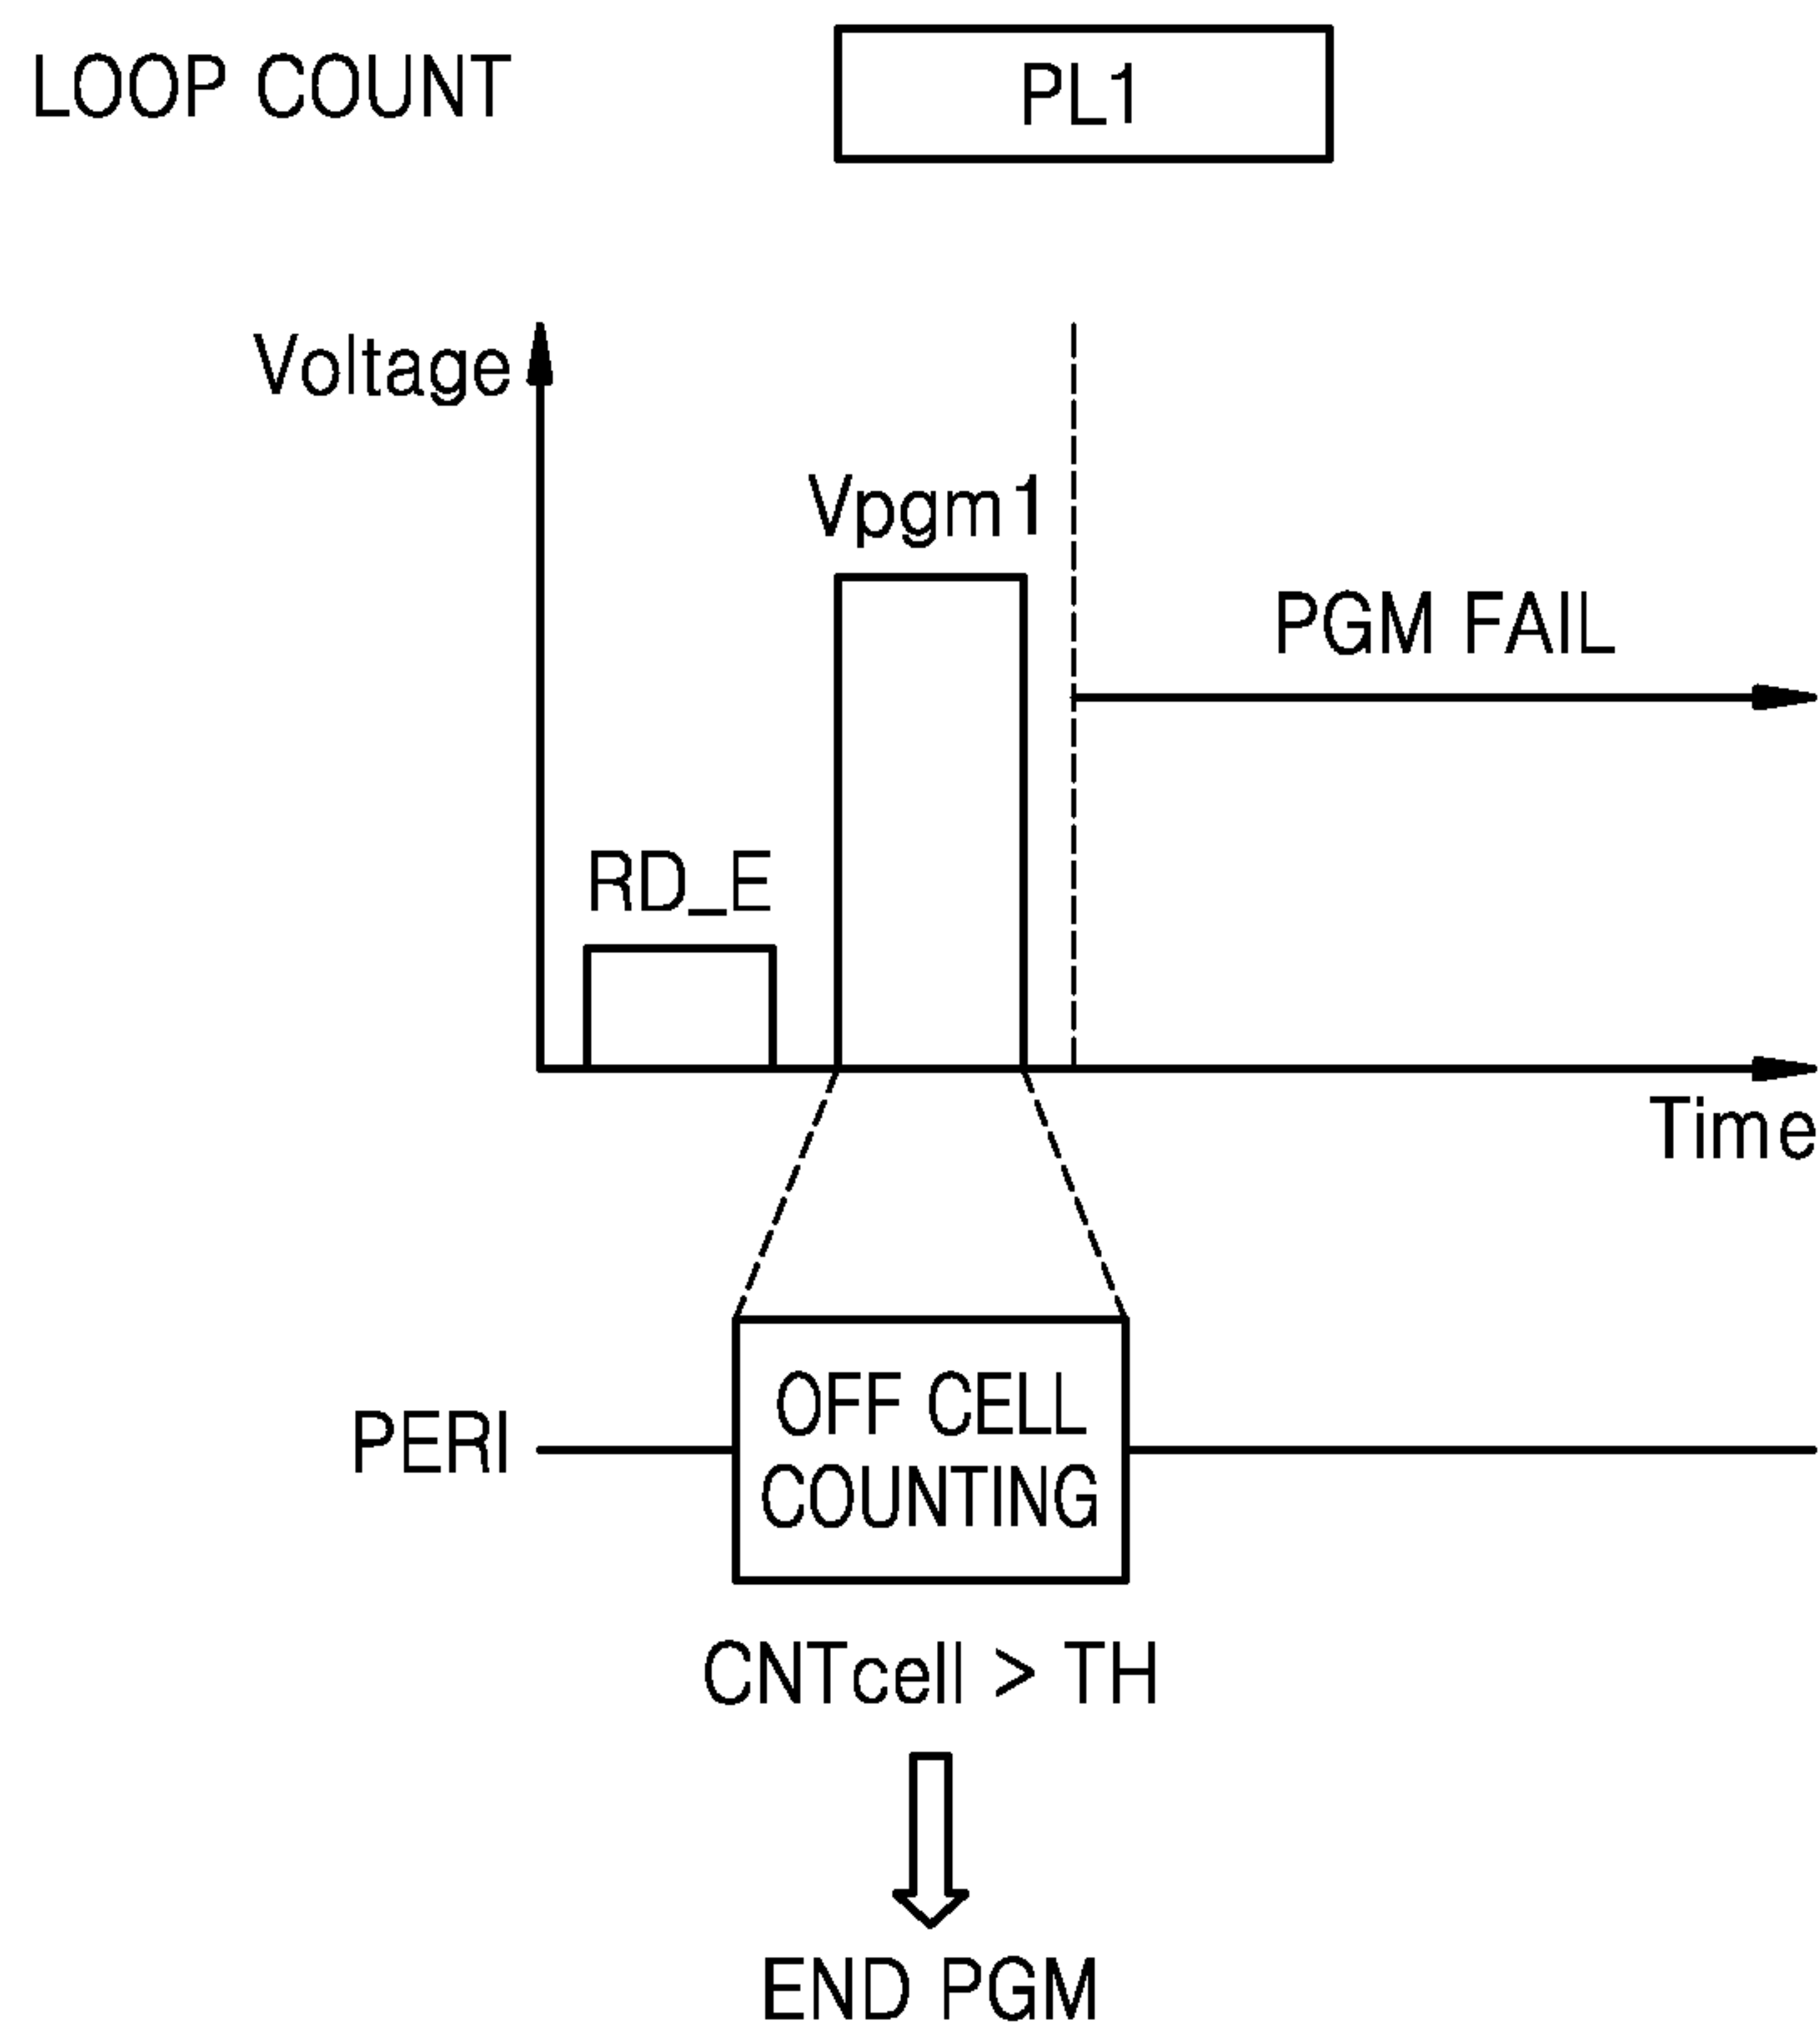 LOOP COUNT
PL1
Voltage
Vpgm1
PGM FAIL
RD_E
Time
PERI
OFF CELL
COUNTING
CNTcell > TH
END PGM